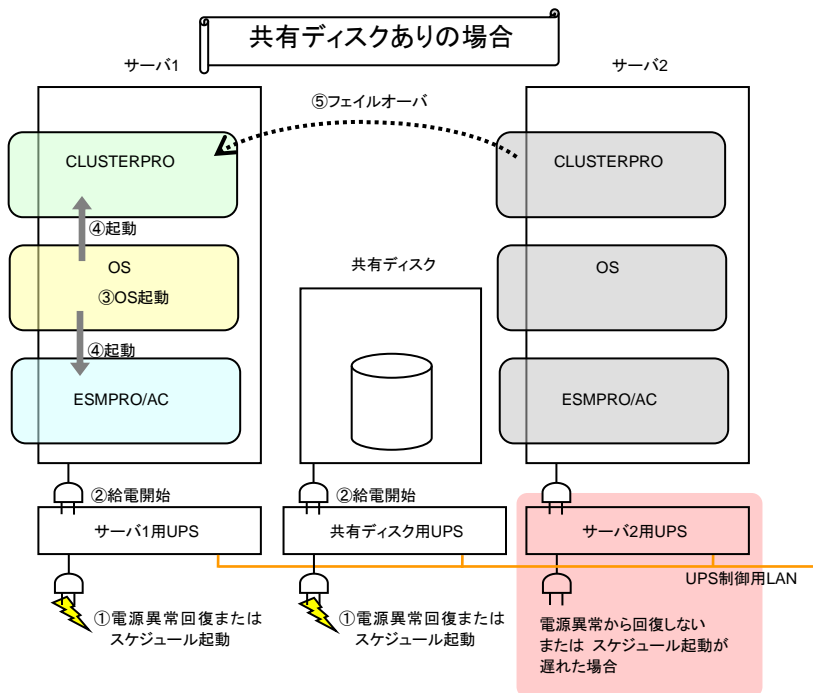 共有ディスクありの場合
サーバ1
サーバ2
⑤フェイルオーバ
CLUSTERPRO
CLUSTERPRO
④起動
OS
③OS起動
共有ディスク
OS
④起動
ESMPRO/AC
ESMPRO/AC
②給電開始
②給電開始
サーバ1用UPS
共有ディスク用UPS
サーバ2用UPS
UPS制御用LAN
①電源異常回復または
スケジュール起動
①電源異常回復または
スケジュール起動
電源異常から回復しない
または スケジュール起動が
遅れた場合